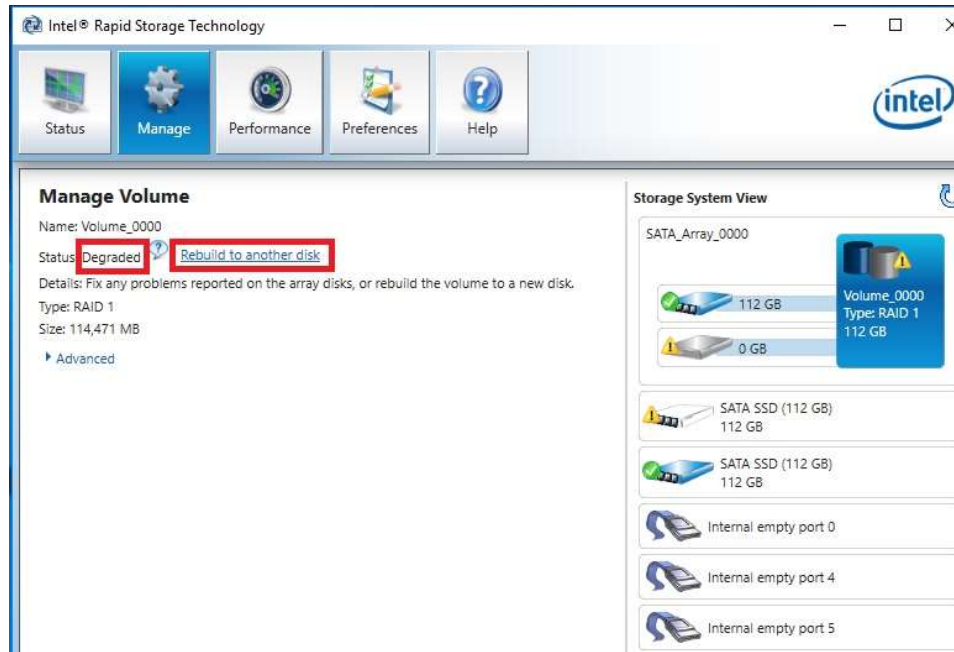 Intel® Rapid Storage Technology
Status
Manage
Performance
Preferences
Help
intel
Manage Volume
Name: Volume_0000
Status: Degraded ? Rebuild to another disk
Details: Fix any problems reported on the array disks, or rebuild the volume to a new disk.
Type: RAID 1
Size: 114,471 MB
Advanced
Storage System View
SATA_Array_0000
112 GB
0 GB
Volume_0000
Type: RAID 1
112 GB
SATA SSD (112 GB)
112 GB
SATA SSD (112 GB)
112 GB
Internal empty port 0
Internal empty port 4
Internal empty port 5